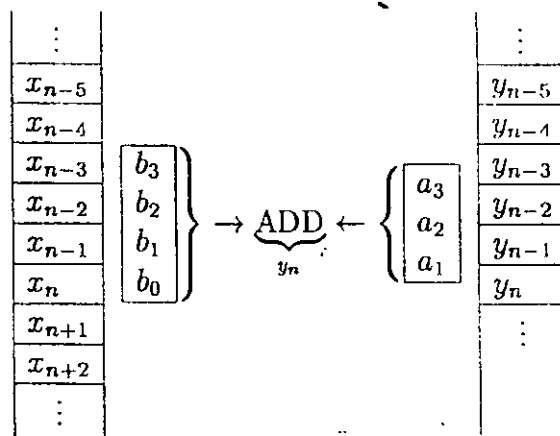 ⋮ ⋮
x_{n-5} y_{n-5}
x_{n-4} y_{n-4}
x_{n-3} b_3 a_3 y_{n-3}
x_{n-2} b_2 → ADD ← a_2 y_{n-2}
x_{n-1} b_1 y_n a_1 y_{n-1}
x_n b_0 y_n
x_{n+1} ⋮
x_{n+2}
⋮